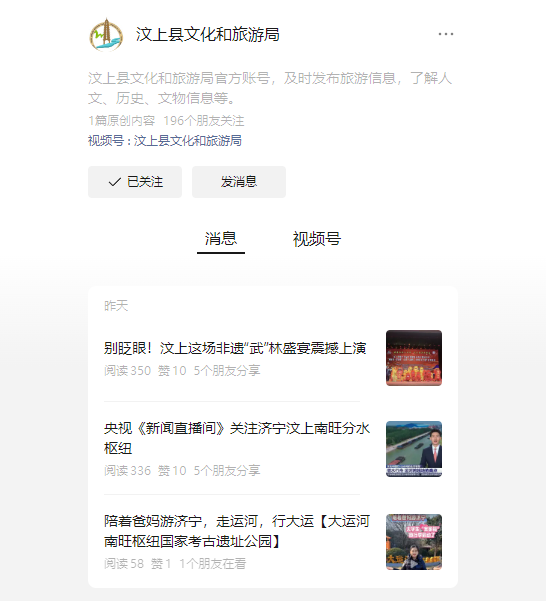 汶上县文化和旅游局
汶上县文化和旅游局官方账号，及时发布旅游信息，了解人
文、历史、文物信息等。
1篇原创内容 196个朋友关注
视频号：汶上县文化和旅游局
已关注
发消息
消息
视频号
昨天
别眨眼！汶上这场非遗“武”林盛宴震撼上演
阅读 350 赞 10 5个朋友分享
央视《新闻直播间》关注济宁汶上南旺分水
枢纽
阅读 336 赞 10 5个朋友分享
陪着爸妈游济宁，走运河，行大运【大运河
南旺枢纽国家考古遗址公园】
阅读 58 赞 1 1个朋友在看